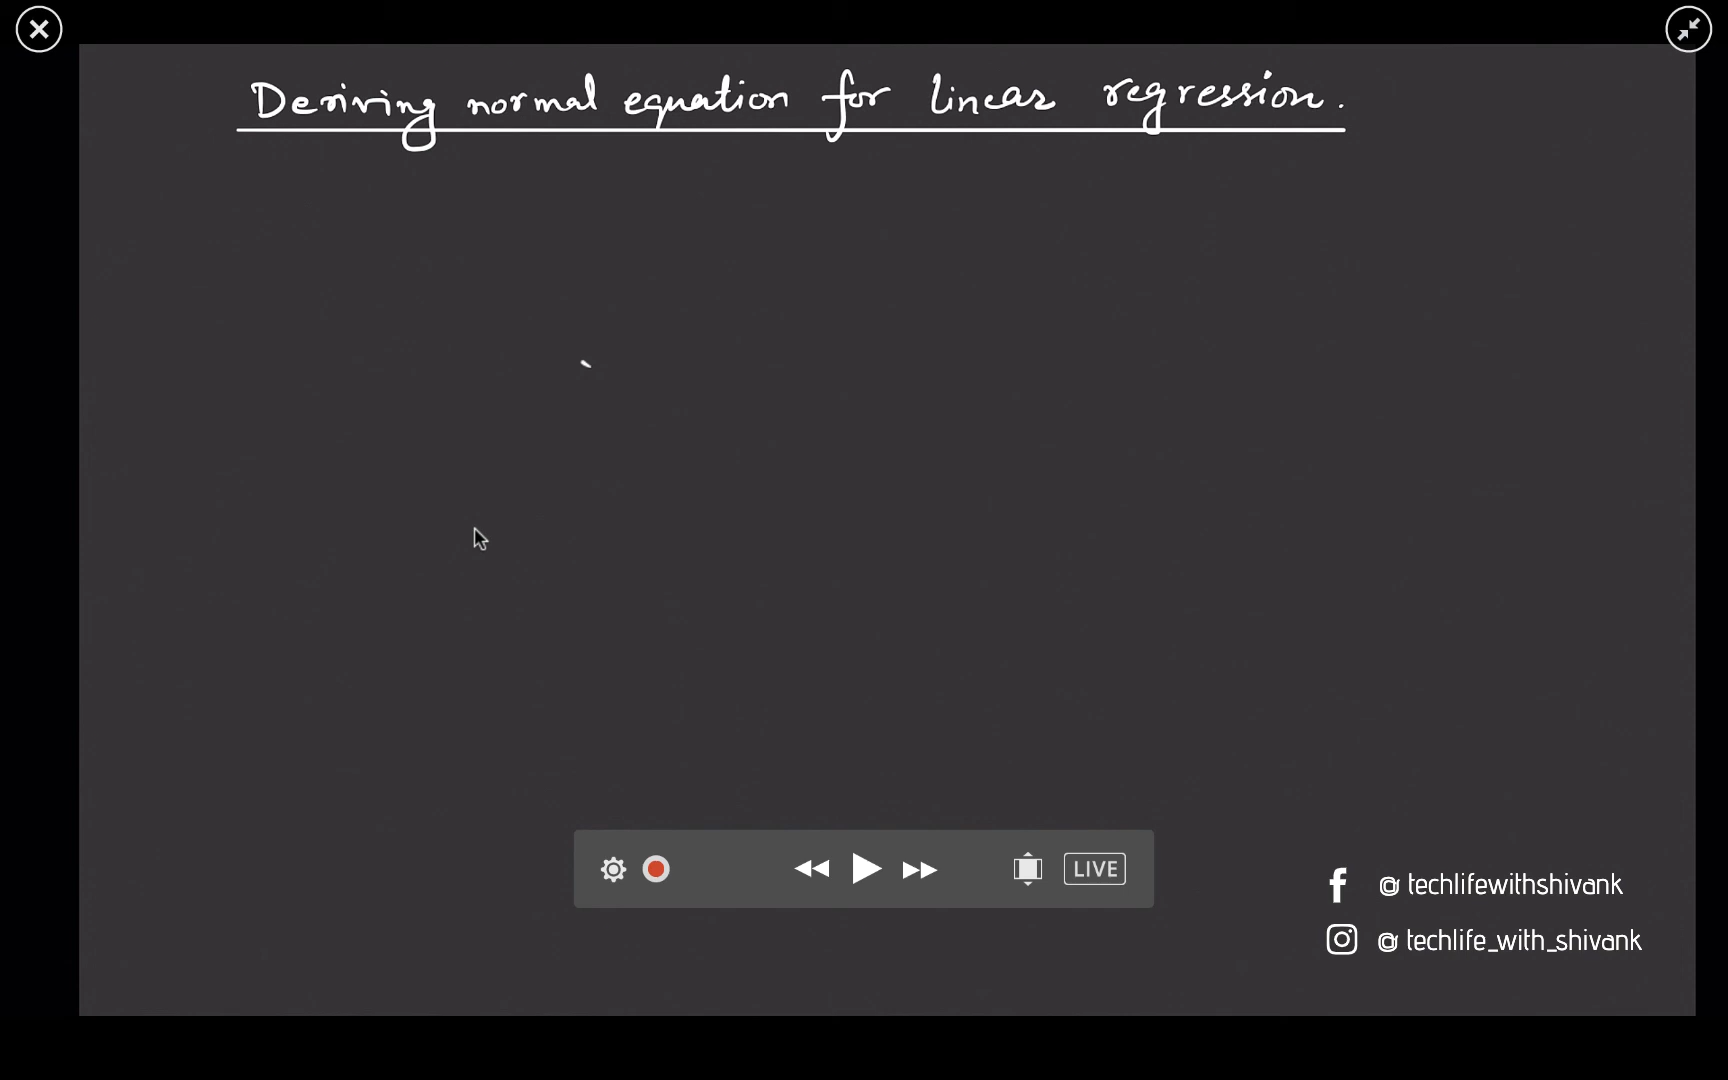 Deriving normal equation for linear regression.
LIVE
@ techlifewithshivank
@ techlife_with_shivank